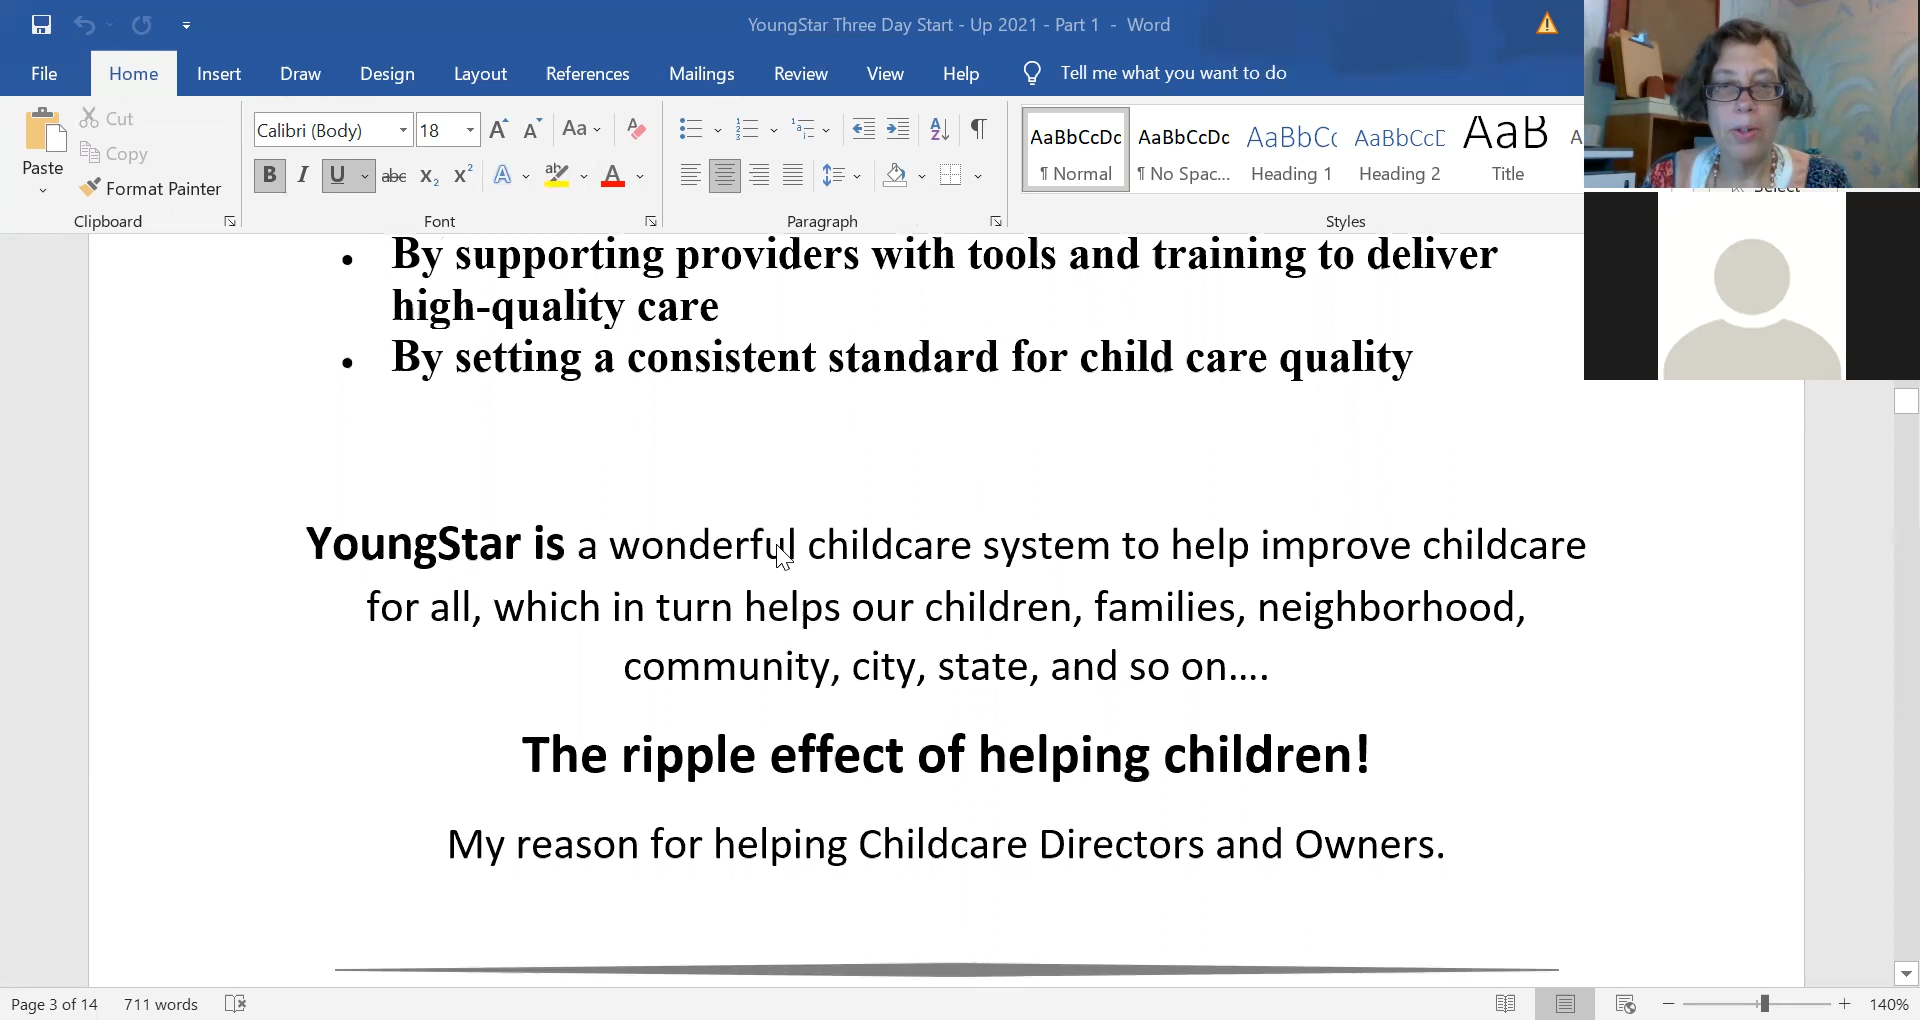 YoungStar Three Day Start - Up 2021 - Part 1 - Word
File Home Insert Draw Design Layout References Mailings Review View Help Tell me what you want to do
Paste
Cut
Copy
Format Painter
Clipboard
Calibri (Body) 18
Aa
B I U abc X₂ X² A A
Font
Paragraph
AaBbCcDc AaBbCcDc AaBbCc AaBbCcD AaB
¶ Normal ¶ No Spac... Heading 1 Heading 2 Title
Select
Styles
• By supporting providers with tools and training to deliver
high-quality care
• By setting a consistent standard for child care quality
YoungStar is a wonderful childcare system to help improve childcare
for all, which in turn helps our children, families, neighborhood,
community, city, state, and so on....
The ripple effect of helping children!
My reason for helping Childcare Directors and Owners.
Page 3 of 14 711 words 140%